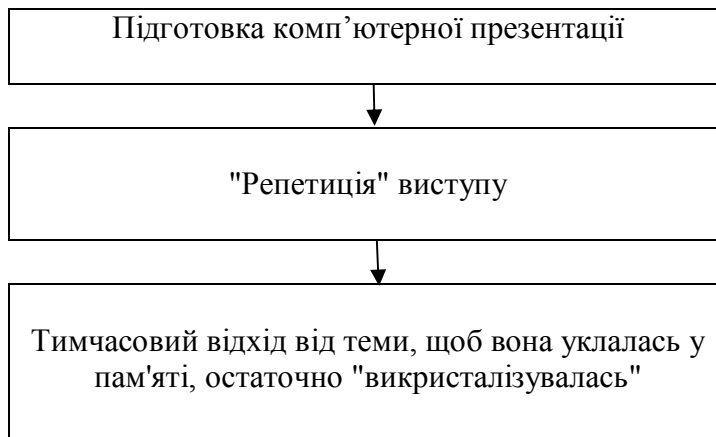 Підготовка комп’ютерної презентації
"Репетиція" виступу
Тимчасовий відхід від теми, щоб вона уклалась у
пам'яті, остаточно "викристалізувалась"